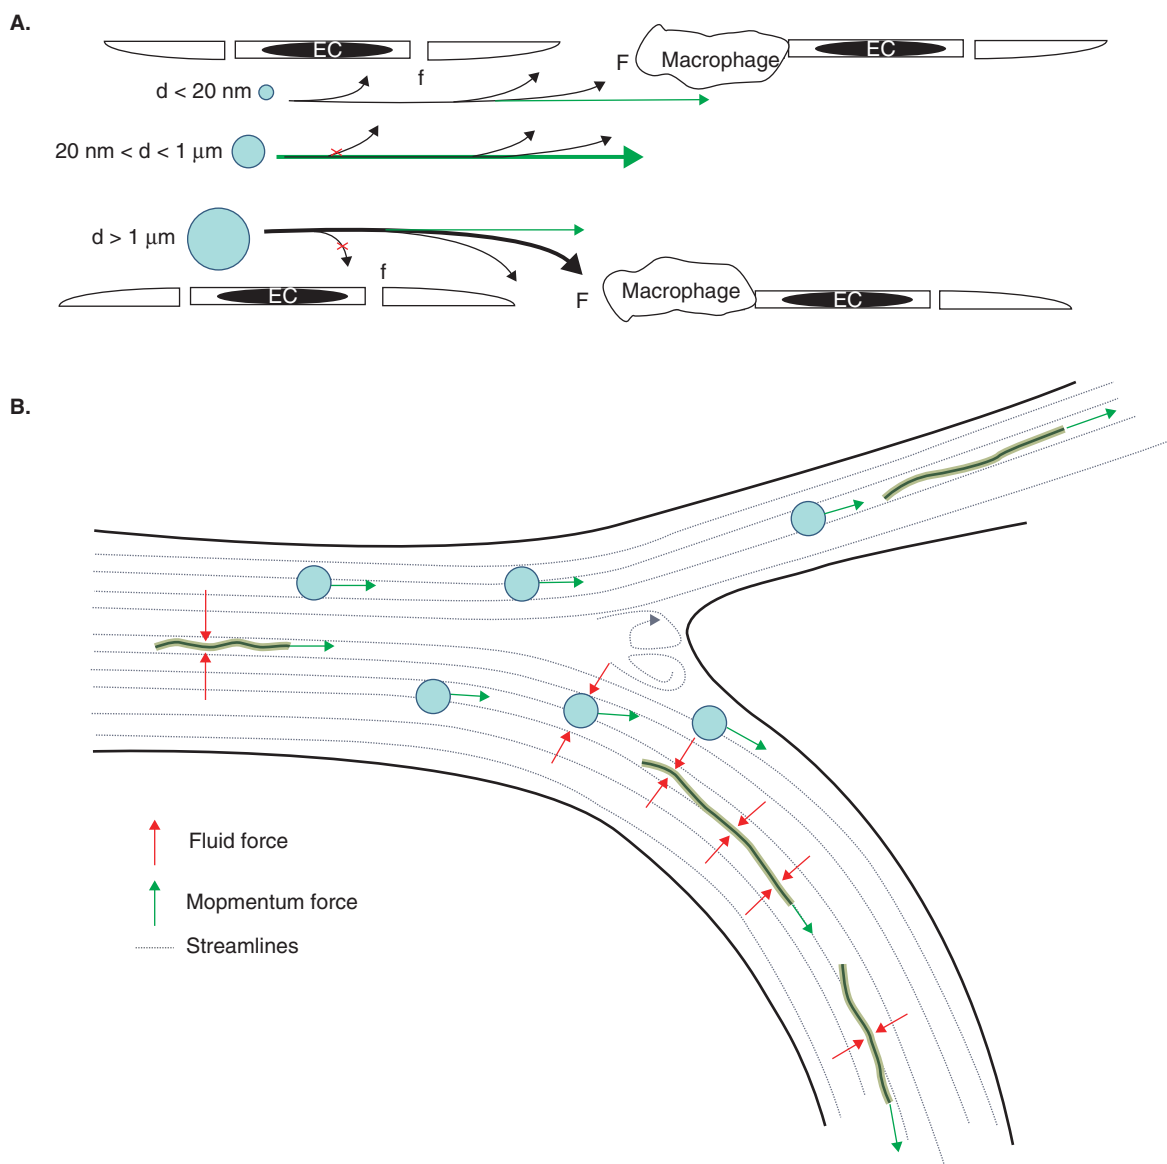 A.
EC
Macrophage
F
EC
f
d < 20 nm
20 nm < d < 1 μm
d > 1 μm
f
EC
F
Macrophage
EC
B.
Fluid force
Mopmentum force
Streamlines